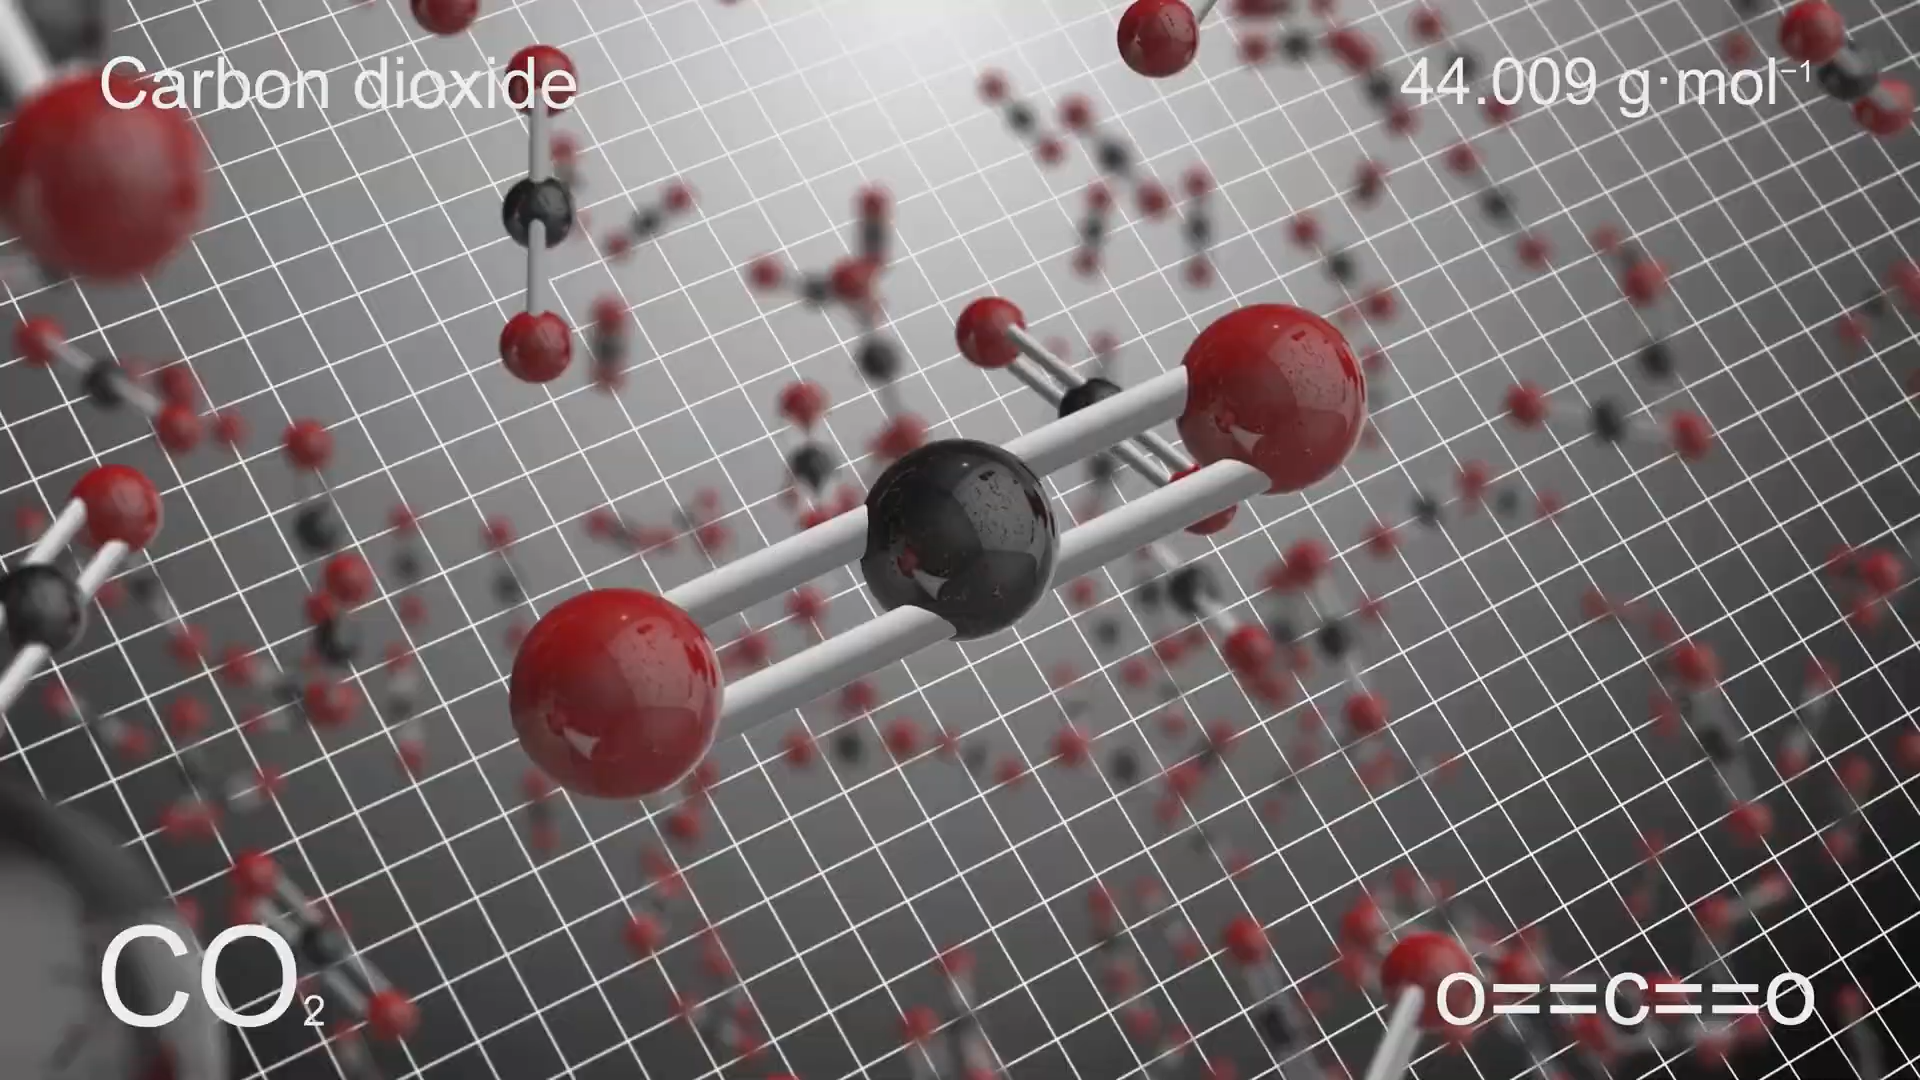 Carbon dioxide
44.009 g·mol⁻¹
CO₂
O==C==O